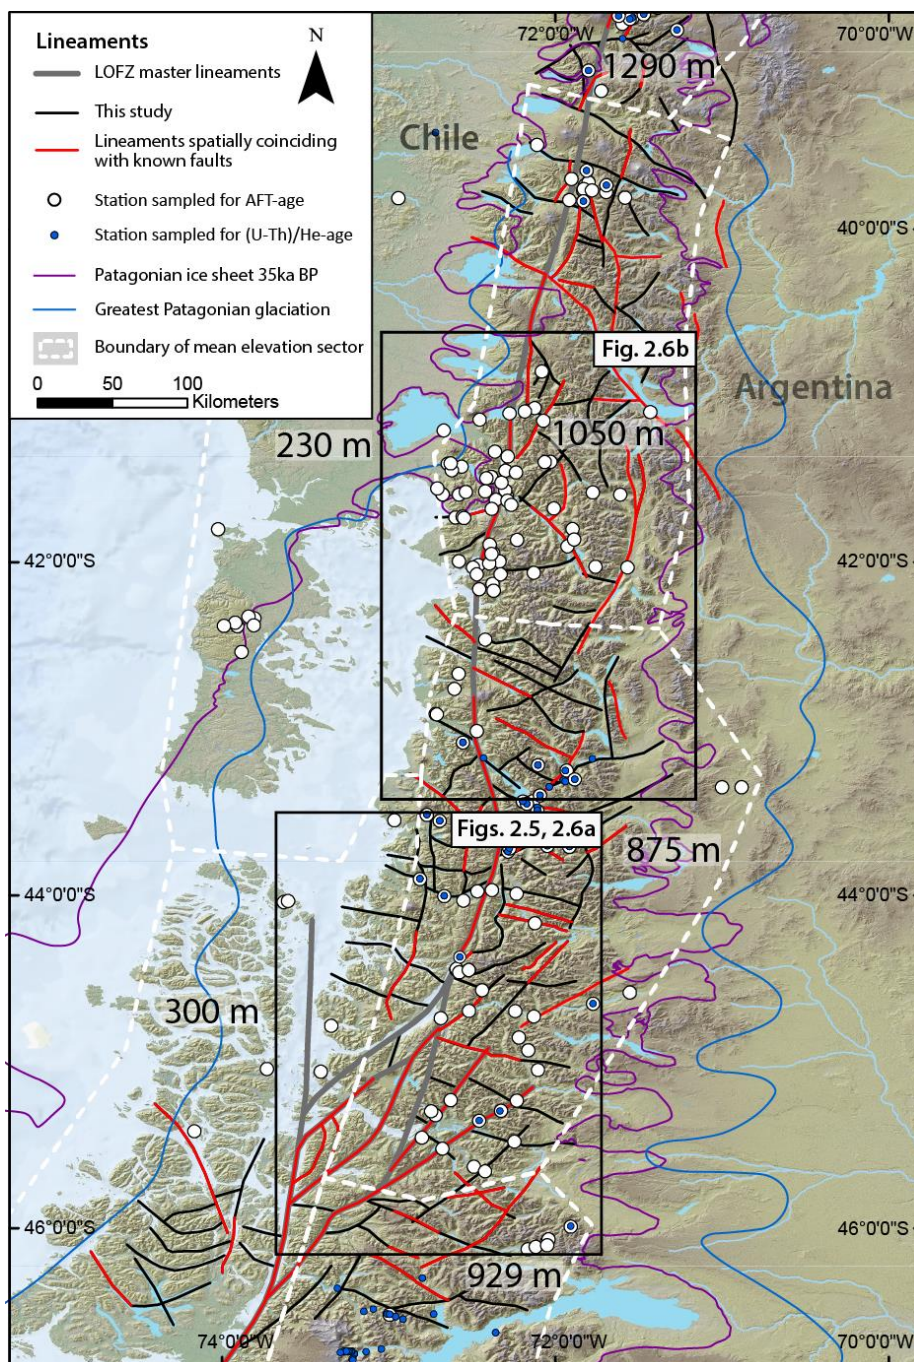 Lineaments
N
LOFZ master lineaments
This study
Lineaments spatially coinciding
with known faults
Station sampled for AFT-age
Station sampled for (U-Th)/He-age
Patagonian ice sheet 35ka BP
Greatest Patagonian glaciation
Boundary of mean elevation sector
0 50 100
Kilometers
72°0'0"W
70°0'0"W
1290 m
Chile
40°0'0"S
Fig. 2.6b
Argentina
230 m
1050 m
42°0'0"S
42°0'0"S
Figs. 2.5, 2.6a
875 m
44°0'0"S
44°0'0"S
300 m
46°0'0"S
46°0'0"S
929 m
74°0'0"W
72°0'0"W
70°0'0"W